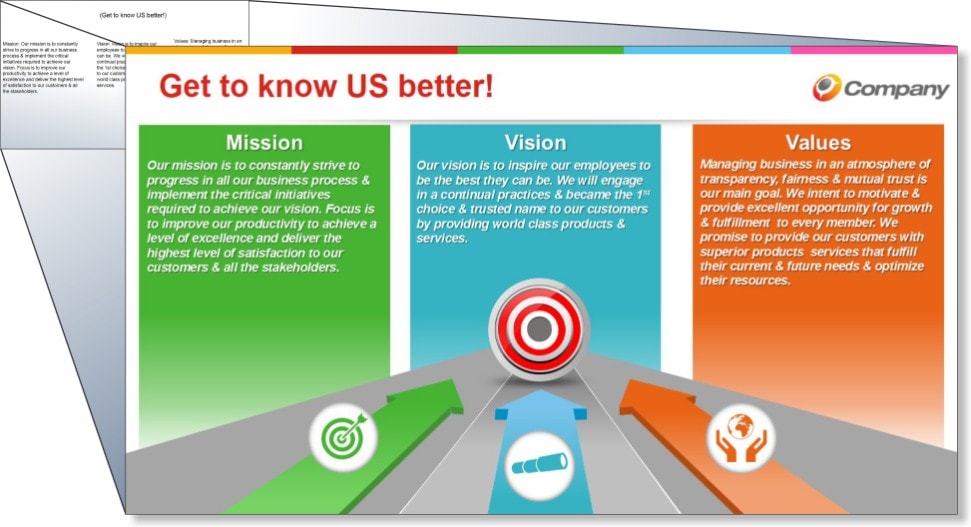 (Get to know US better!)
Mission: Our mission is to constantly
strive to progress in all our business
process & implement the critical
initiatives required to achieve our
vision. Focus is to improve our
productivity to achieve a level of
excellence and deliver the highest level
of satisfaction to our customers & all
the stakeholders.
Vision: Vision is to inspire our
employees to
can be. We
continual
the 1st choice
to our customers
world class
services.
Values: Managing business in an
Get to know US better!
Company
Mission
Our mission is to constantly strive to
progress in all our business process &
implement the critical initiatives
required to achieve our vision. Focus is
to improve our productivity to achieve a
level of excellence and deliver the
highest level of satisfaction to our
customers & all the stakeholders.
Vision
Our vision is to inspire our employees to
be the best they can be. We will engage
in a continual practices & became the 1st
choice & trusted name to our customers
by providing world class products &
services.
Values
Managing business in an atmosphere of
transparency, fairness & mutual trust is
our main goal. We intent to motivate &
provide excellent opportunity for growth
& fulfillment to every member. We
promise to provide our customers with
superior products services that fulfill
their current & future needs & optimize
their resources.